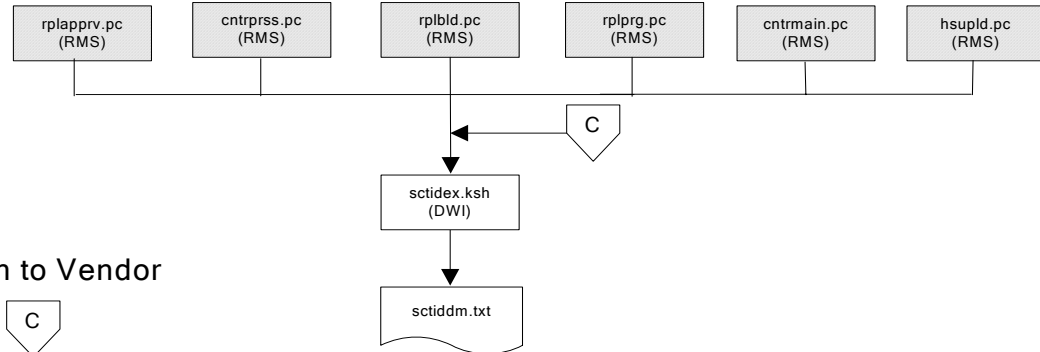 rplapprv.pc
(RMS)
cntrprss.pc
(RMS)
rplbld.pc
(RMS)
rplprg.pc
(RMS)
cntrmain.pc
(RMS)
hsupld.pc
(RMS)
C
sctidex.ksh
(DWI)
to Vendor
sctiddm.txt
C